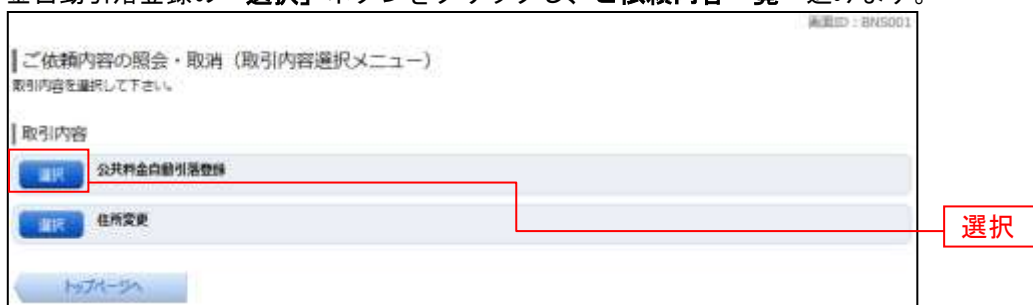 金自動引落登録の「選択」ボタンをクリックし、ご依頼内容一覧へ進みます。
画面ID：BNS001
ご依頼内容の照会・取消（取引内容選択メニュー）
取引内容を選択して下さい。
取引内容
選択 公共料金自動引落登録
選択 住所変更
選択
トップページへ